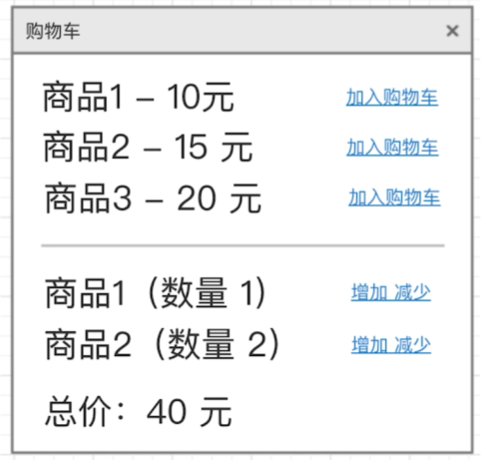 购物车 ×
商品1 – 10元 加入购物车
商品2 – 15 元 加入购物车
商品3 – 20 元 加入购物车
商品1（数量 1） 增加 减少
商品2（数量 2） 增加 减少
总价：40 元